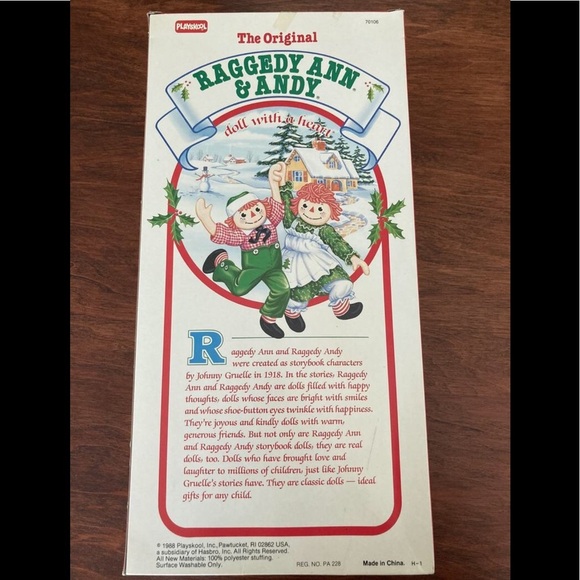 PLAYSKOOL
70106
The Original
RAGGEDY ANN
& ANDY®
doll with a heart
Raggedy Ann and Raggedy Andy
were created as storybook characters
by Johnny Gruelle in 1918. In the stories, Raggedy
Ann and Raggedy Andy are dolls filled with happy
thoughts, dolls whose faces are bright with smiles
and whose shoe-button eyes twinkle with happiness.
They're joyous and kindly dolls with warm,
generous friends. But not only are Raggedy Ann
and Raggedy Andy storybook dolls, they are real
dolls, too. Dolls who have brought love and
laughter to millions of children, just like Johnny
Gruelle's stories have. They are classic dolls — ideal
gifts for any child.
© 1988 Playskool, Inc., Pawtucket, RI 02862 USA,
a subsidiary of Hasbro, Inc. All Rights Reserved.
All New Materials: 100% polyester stuffing.
Surface Washable Only.
REG. NO. PA 228
Made in China. H-1